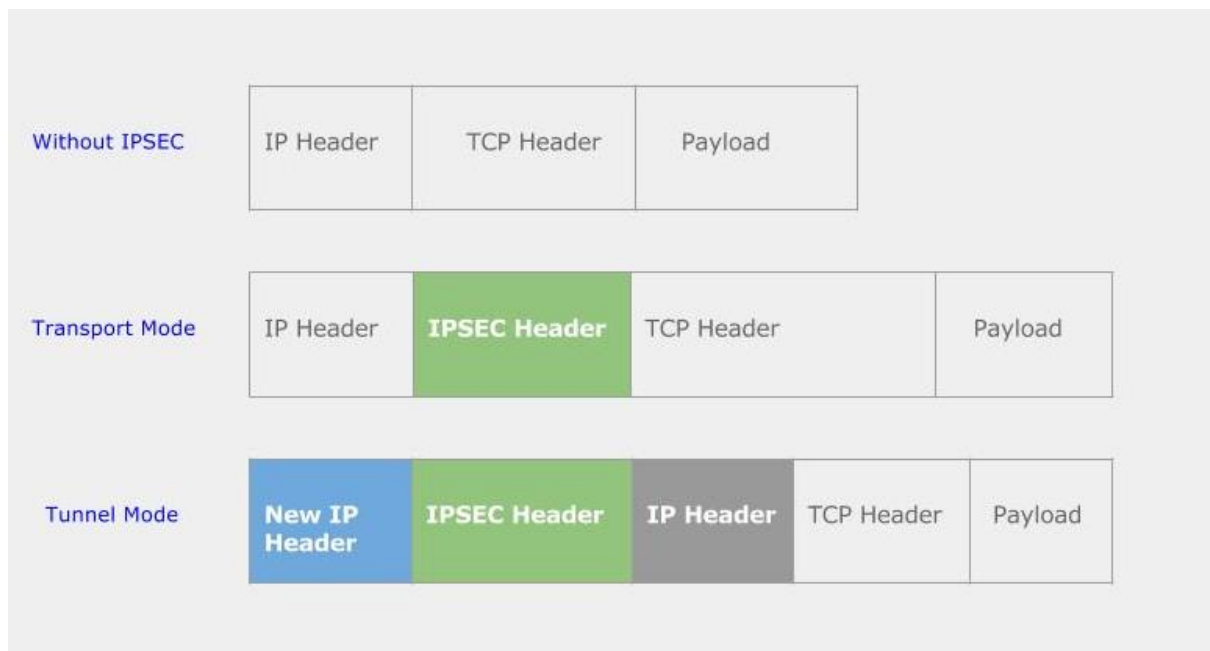 Without IPSEC
IP Header
TCP Header
Payload
Transport Mode
IP Header
IPSEC Header
TCP Header
Payload
Tunnel Mode
New IP
Header
IPSEC Header
IP Header
TCP Header
Payload